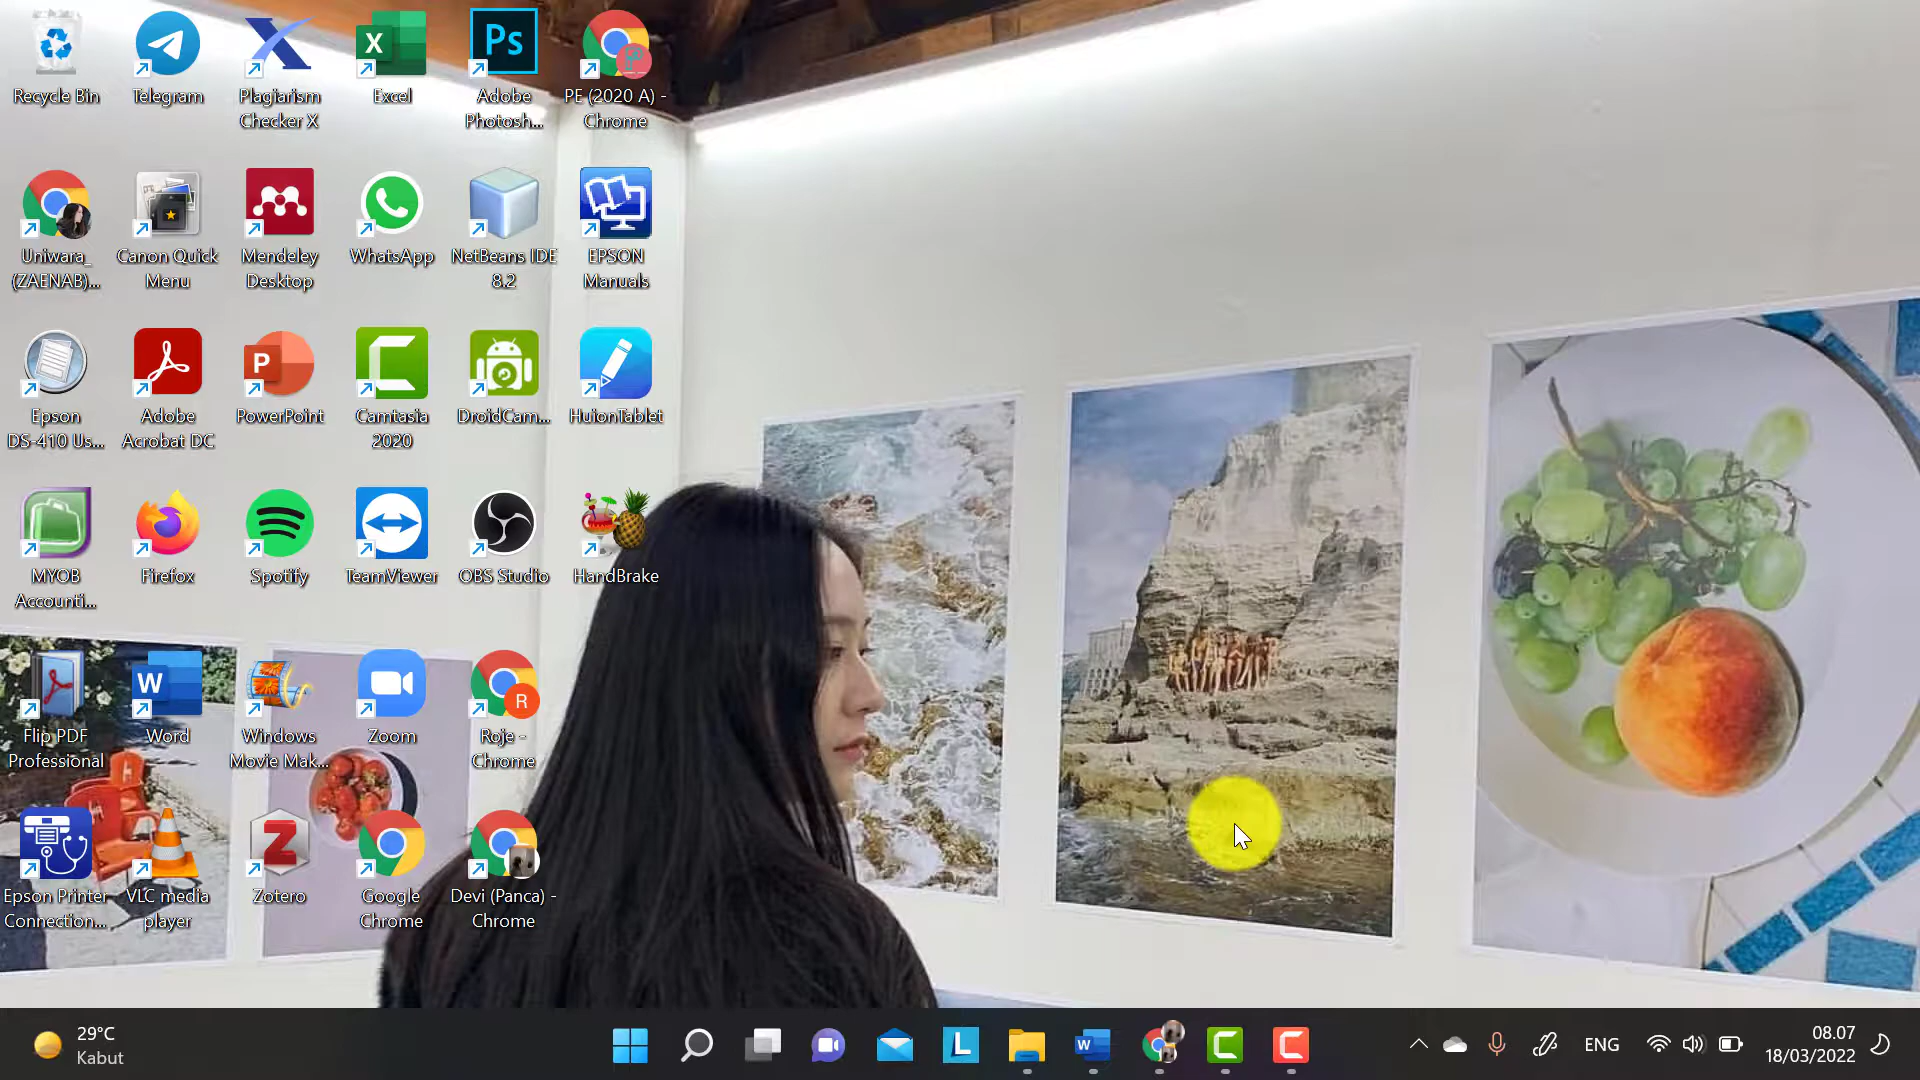 Recycle Bin
Telegram
Plagiarism
Checker X
Excel
Adobe
Photosh...
PE (2020 A) -
Chrome
Uniwara_
(ZAENAB)...
Canon Quick
Menu
Mendeley
Desktop
WhatsApp
NetBeans IDE
8.2
EPSON
Manuals
Epson
DS-410 Us...
Adobe
Acrobat DC
PowerPoint
Camtasia
2020
DroidCam...
HuionTablet
MYOB
Accounti...
Firefox
Spotify
TeamViewer
OBS Studio
HandBrake
Flip PDF
Professional
Word
Windows
Movie Mak...
Zoom
Roje -
Chrome
Epson Printer
Connection...
VLC media
player
Zotero
Google
Chrome
Devi (Panca) -
Chrome
29°C
Kabut
ENG
08.07
18/03/2022